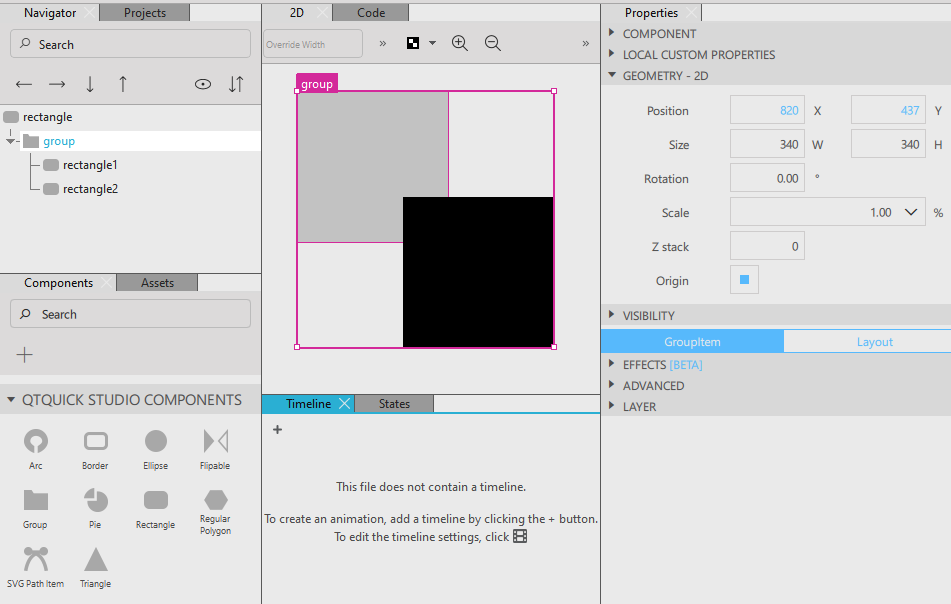 Navigator
Projects
Search
rectangle
group
rectangle1
rectangle2
Components
Assets
Search
QTQUICK STUDIO COMPONENTS
Arc
Border
Ellipse
Flipable
Group
Pie
Rectangle
Regular
Polygon
SVG Path Item
Triangle
2D
Code
Override Width
»
»
group
Timeline
States
+
This file does not contain a timeline.
To create an animation, add a timeline by clicking the + button.
To edit the timeline settings, click
Properties
COMPONENT
LOCAL CUSTOM PROPERTIES
GEOMETRY - 2D
Position 820 X 437 Y
Size 340 W 340 H
Rotation 0.00 °
Scale 1.00 %
Z stack 0
Origin
VISIBILITY
GroupItem Layout
EFFECTS [BETA]
ADVANCED
LAYER